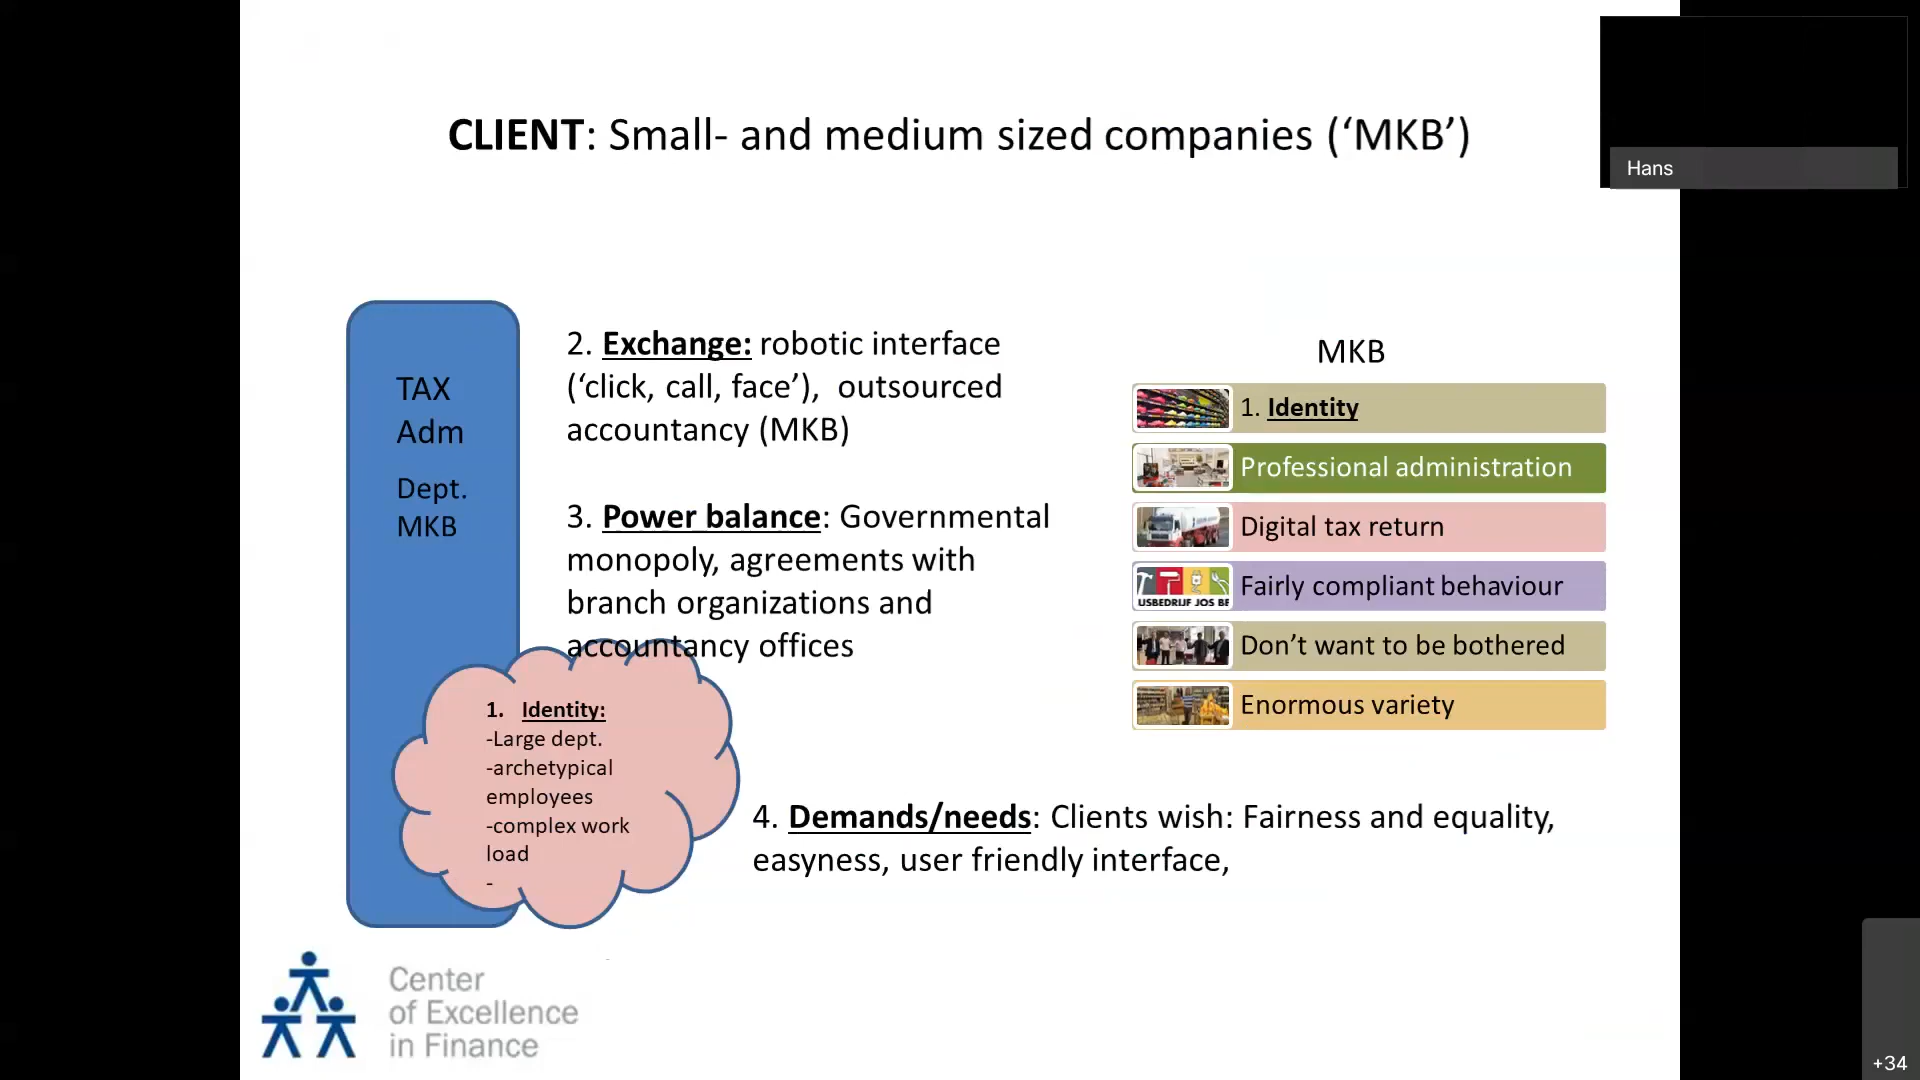 CLIENT: Small- and medium sized companies (‘MKB’)
Hans
TAX
Adm
Dept.
MKB
2. Exchange: robotic interface
(‘click, call, face’),  outsourced
accountancy (MKB)
3. Power balance: Governmental
monopoly, agreements with
branch organizations and
accountancy offices
1. Identity:
-Large dept.
-archetypical
employees
-complex work
load
-
MKB
1. Identity
Professional administration
Digital tax return
USBEDRIJF JOS BE
Fairly compliant behaviour
Don’t want to be bothered
Enormous variety
4. Demands/needs: Clients wish: Fairness and equality,
easyness, user friendly interface,
Center
of Excellence
in Finance
+34